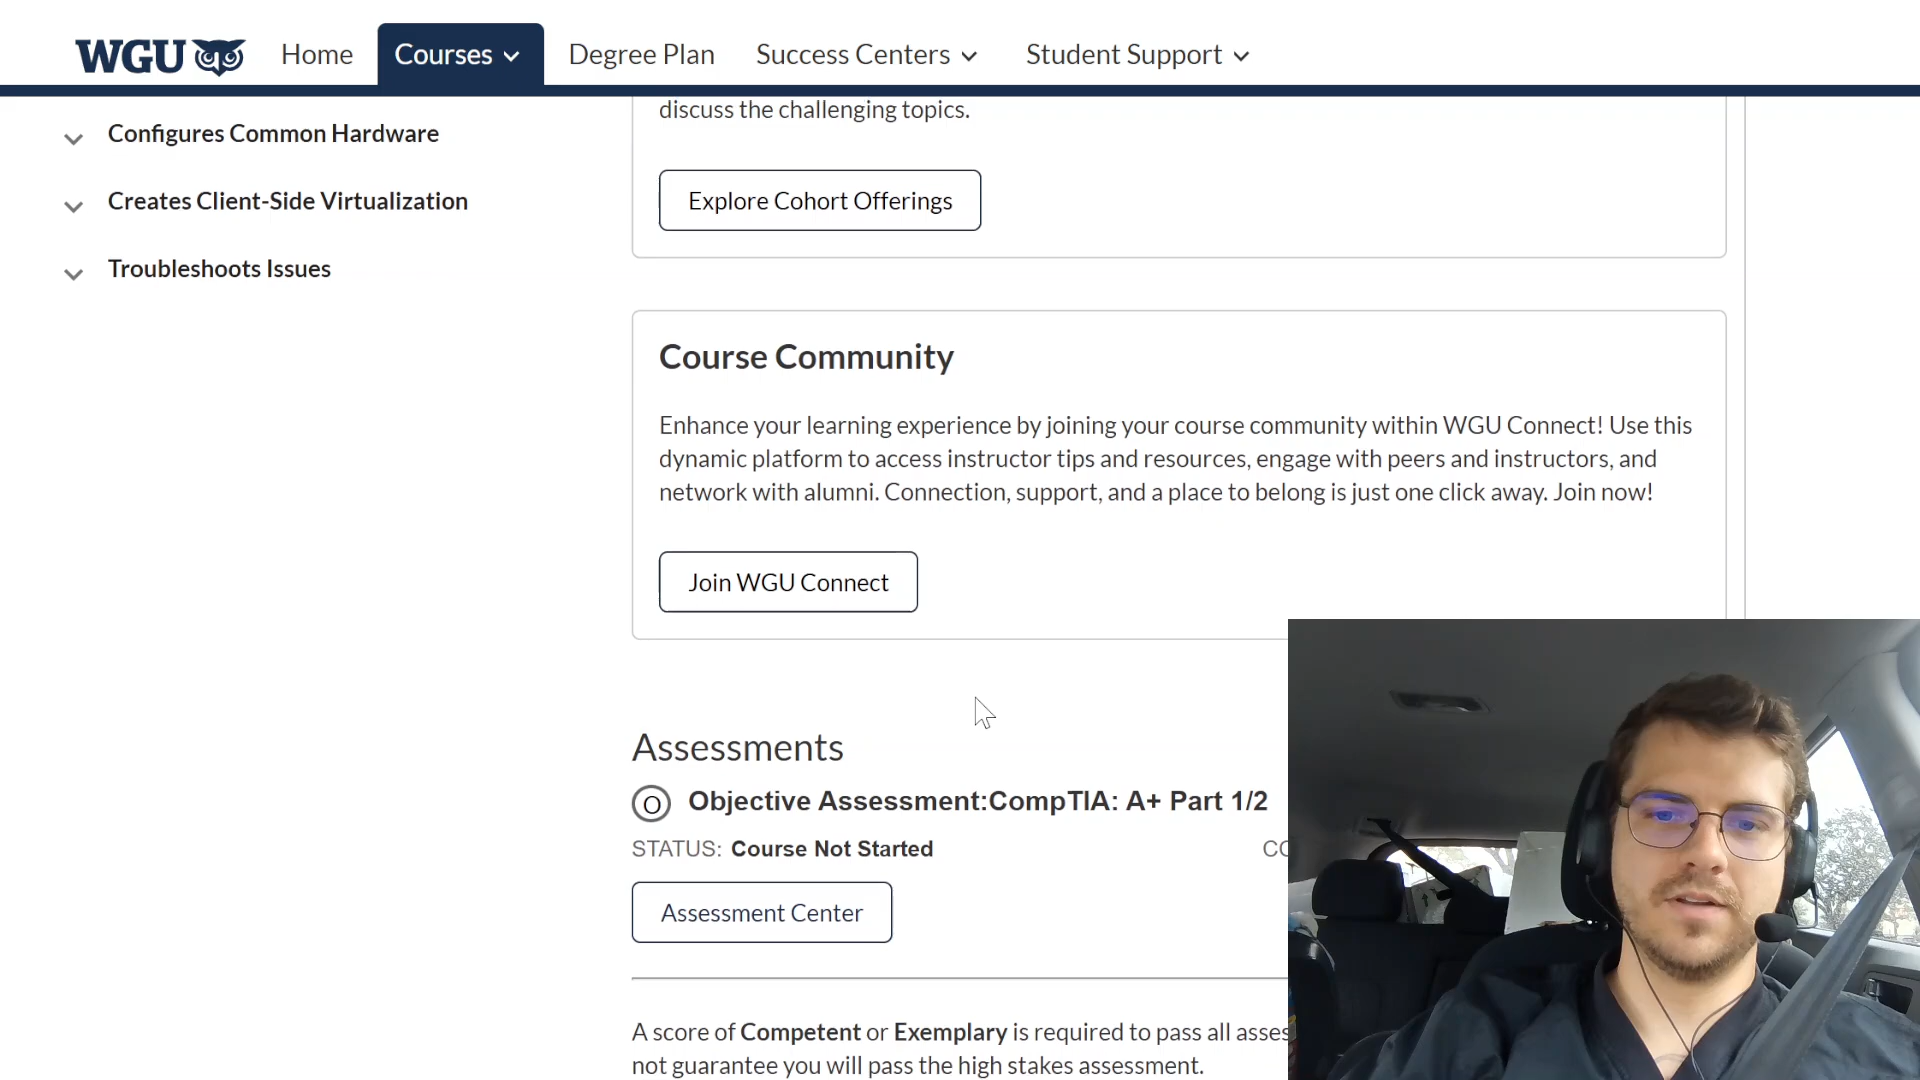 WGU Home Courses Degree Plan Success Centers Student Support
Configures Common Hardware
Creates Client-Side Virtualization
Troubleshoots Issues
discuss the challenging topics.
Explore Cohort Offerings
Course Community
Enhance your learning experience by joining your course community within WGU Connect! Use this
dynamic platform to access instructor tips and resources, engage with peers and instructors, and
network with alumni. Connection, support, and a place to belong is just one click away. Join now!
Join WGU Connect
Assessments
O Objective Assessment:CompTIA: A+ Part 1/2
STATUS: Course Not Started
Assessment Center
A score of Competent or Exemplary is required to pass all
not guarantee you will pass the high stakes assessment.